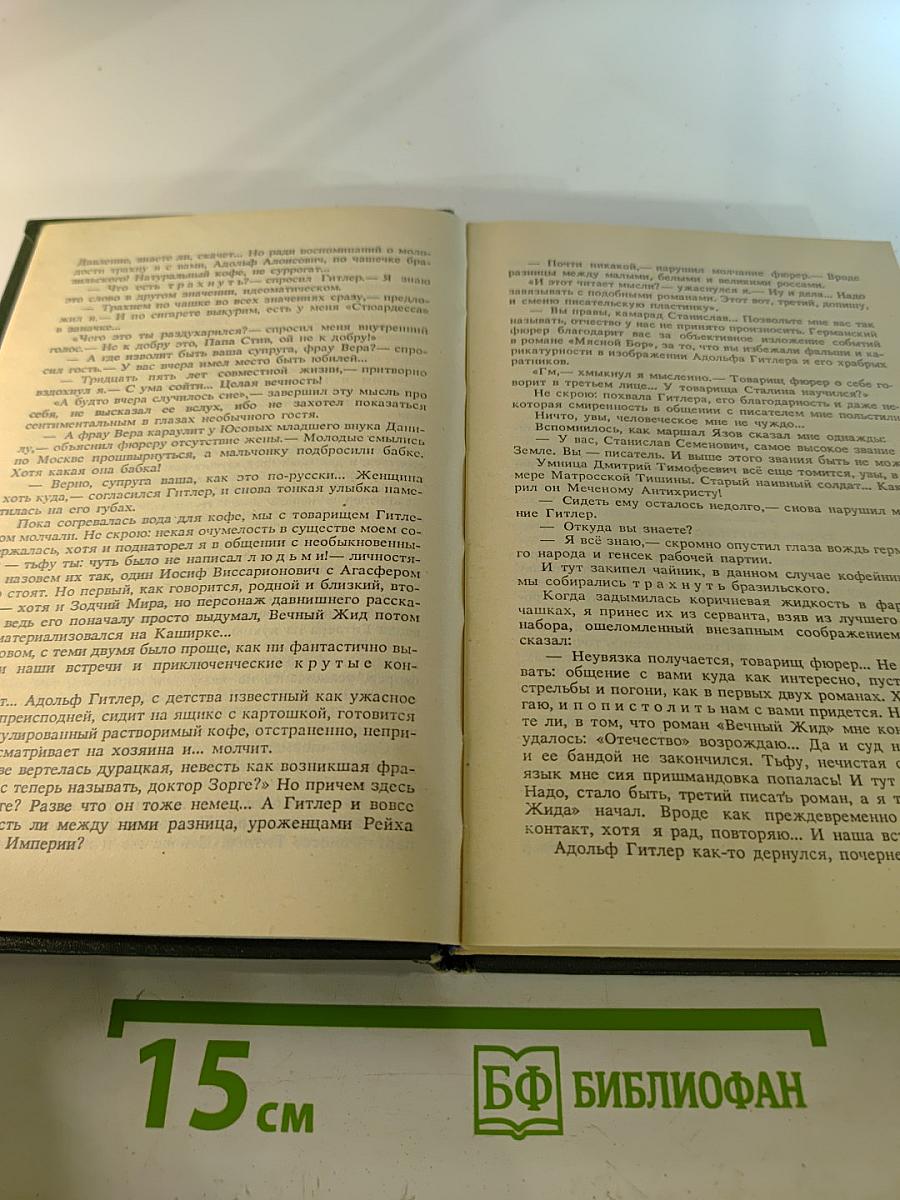 Давление, знаете ли, скачет... Но ради воспоминаний о моло-
дости трахну и с вами, Адольф Алоисович, по чашечке бра-
зильского! Натуральный кофе, не суррогат...
— Что есть т р а х н у т ь?— спросил Гитлер.— Я знаю
это слово в другом значении, идеоматическом.
— Трахнем по чашке во всех значениях сразу,— предло-
жил я.— И по сигарете выкурим, есть у меня «Стюардесса»
в заначке...
«Чего это ты раздухарился?— спросил меня внутренний
голос.— Не к добру это, Папа Стив, ой не к добру!»
— А где изволит быть ваша супруга, фрау Вера?— спро-
сил гость.— У вас вчера имел место быть юбилей...
— Тридцать пять лет совместной жизни,— притворно
вздохнул я.— С ума сойти... Целая вечность!
«А будто вчера случилось сие»,— завершил эту мысль про
себя, не высказал ее вслух, ибо не захотел показаться
сентиментальным в глазах необычного гостя.
— А фрау Вера караулит у Юсовых младшего внука Дани-
лу,— объяснил фюреру отсутствие жены.— Молодые смылись
по Москве прошвырнуться, а мальчонку подбросили бабке.
Хотя какая она бабка!
— Верно, супруга ваша, как это по-русски... Женщина
хоть куда,— согласился Гитлер, и снова тонкая улыбка наме-
тилась на его губах.
Пока согревалась вода для кофе, мы с товарищем Гитле-
ом молчали. Не скрою: некая очумелость в существе моем со-
ержалась, хотя и поднаторел я в общении с необыкновенны-
— тьфу ты: чуть было не написал л ю д ь м и!— личностя-
назовем их так, один Иосиф Виссарионович с Агасфером
стоят. Но первый, как говорится, родной и близкий, вто-
— хотя и Зодчий Мира, но персонаж давнишнего расска-
ведь его поначалу просто выдумал, Вечный Жид потом
материализовался на Каширке...
овом, с теми двумя было проще, как ни фантастично вы-
и наши встречи и приключенческие к р у т ы е кон-
т... Адольф Гитлер, с детства известный как ужасное
преисподней, сидит на ящике с картошкой, готовится
улированный растворимый кофе, отстраненно, непри-
сматривает на хозяина и... молчит.
ве вертелась дурацкая, невесть как возникшая фра-
с теперь называть, доктор Зорге?» Но причем здесь
ге? Разве что он тоже немец... А Гитлер и вовсе
сть ли между ними разница, уроженцами Рейха
Империи?
— Почти никакой,— нарушил молчание фюрер.— Вроде
разницы между малыми, белыми и великими россами.
«И этот читает мысли?— ужаснулся я.— Ну и дела... Надо
завязывать с подобными романами. Этот вот, третий, допишу,
и сменю писательскую пластинку».
— Вы правы, камарад Станислав... Позвольте мне вас так
называть, отчество у нас не принято произносить. Германский
фюрер благодарит вас за объективное изложение событий
в романе «Мясной Бор», за то, что вы избежали фальши и ка-
рикатурности в изображении Адольфа Гитлера и его храбрых
ратников.
«Гм,— хмыкнул я мысленно.— Товарищ фюрер о себе го-
ворит в третьем лице... У товарища Сталина научился?»
Не скрою: похвала Гитлера, его благодарность и даже не-
которая смиренность в общении с писателем мне польстили
Ничто, увы, человеческое мне не чуждо...
Вспомнилось, как маршал Язов сказал мне однажды:
— У вас, Станислав Семенович, самое высокое звание
Земле. Вы — писатель. И выше этого звания быть не мож
Умница Дмитрий Тимофеевич всё еще томится, увы, в
мере Матросской Тишины. Старый наивный солдат... Как
рил он Меченому Антихристу!
— Сидеть ему осталось недолго,— снова нарушил м
ние Гитлер.
— Откуда вы знаете?
— Я всё знаю,— скромно опустил глаза вождь герм
го народа и генсек рабочей партии.
И тут закипел чайник, в данном случае кофейни
мы собирались т р а х н у т ь бразильского.
Когда задымилась коричневая жидкость в фар
чашках, я принес их из серванта, взяв из лучшего
набора, ошеломленный внезапным соображением
сказал:
— Неувязка получается, товарищ фюрер... Не
вать: общение с вами куда как интересно, пуст
стрельбы и погони, как в первых двух романах. Х
гаю, и п о п и с т о л и т ь нам с вами придется. Н
те ли, в том, что роман «Вечный Жид» мне кон
удалось: «Отечество» возрождаю... Да и суд н
и ее бандой не закончился. Тьфу, нечистая с
язык мне сия пришмандовка попалась! И тут
Надо, стало быть, третий писать роман, а я т
Жида» начал. Вроде как преждевременно
контакт, хотя я рад, повторяю... И наша вст
Адольф Гитлер как-то дернулся, почерне
15 см
БФ БИБЛИОФАН